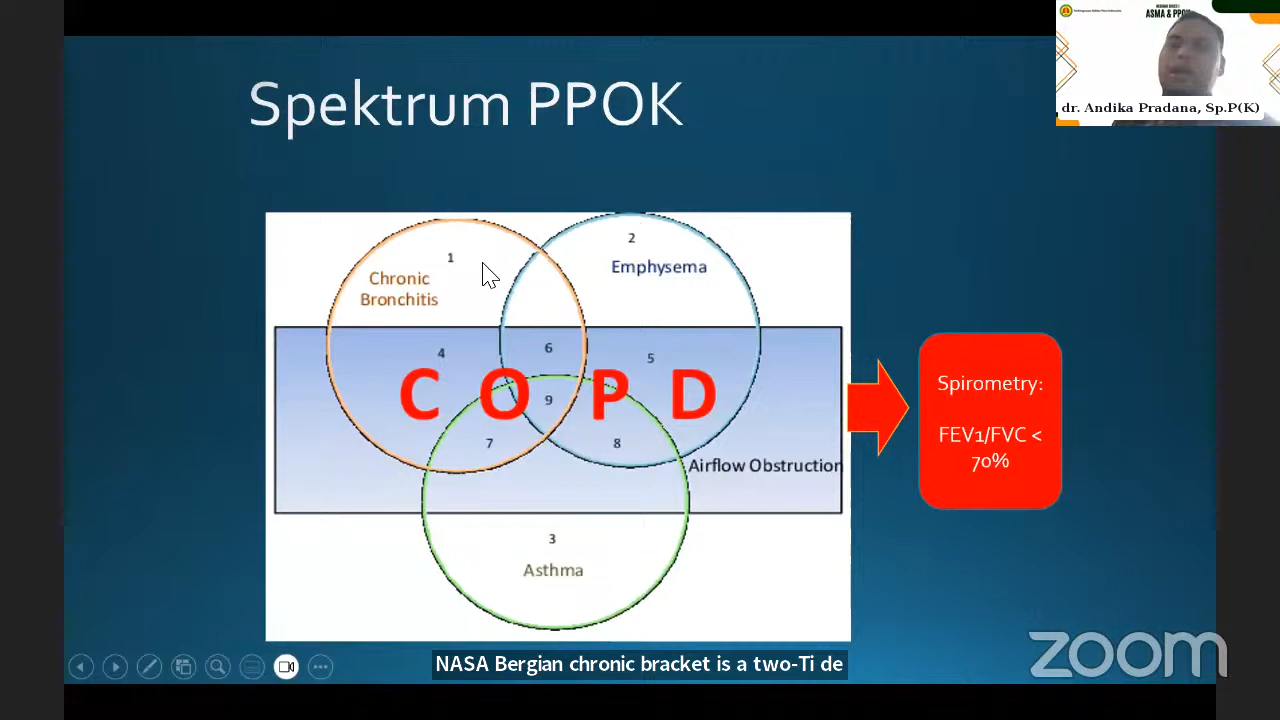 ASMA & PPOK
dr. Andika Pradana, Sp.P(K)
Spektrum PPOK
1
Chronic
Bronchitis
2
Emphysema
4
6
5
C O P D
9
7
8
Airflow Obstruction
3
Asthma
Spirometry:
FEV1/FVC <
70%
zoom
NASA Bergian chronic bracket is a two-Ti de